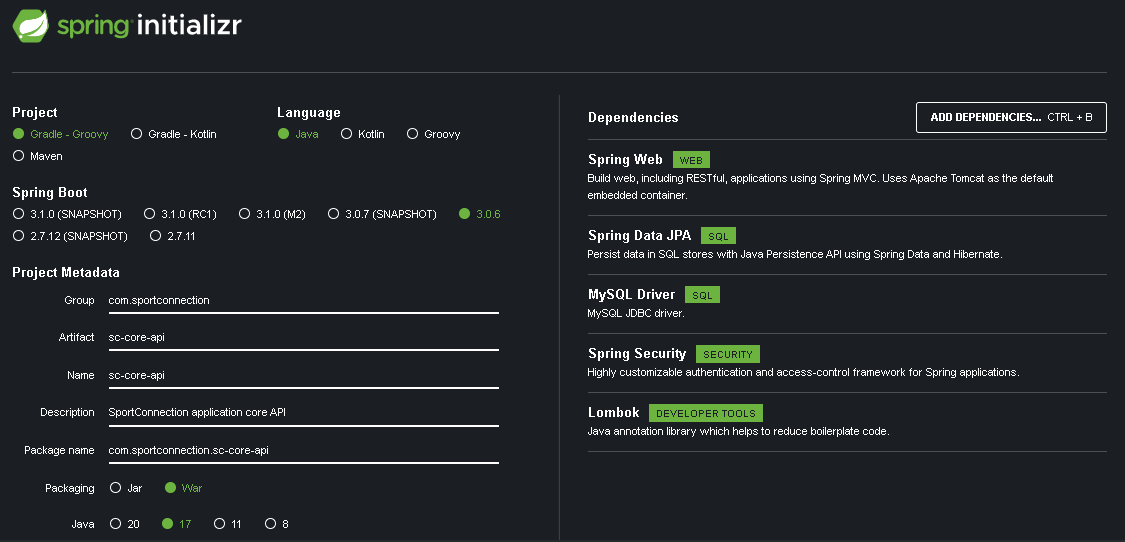 spring initializr
Project
Gradle - Groovy Gradle - Kotlin
Maven
Language
Java Kotlin Groovy
Spring Boot
3.1.0 (SNAPSHOT) 3.1.0 (RC1) 3.1.0 (M2) 3.0.7 (SNAPSHOT) 3.0.6
2.7.12 (SNAPSHOT) 2.7.11
Project Metadata
Group com.sportconnection
Artifact sc-core-api
Name sc-core-api
Description SportConnection application core API
Package name com.sportconnection.sc-core-api
Packaging Jar War
Java 20 17 11 8
Dependencies ADD DEPENDENCIES... CTRL + B
Spring Web WEB
Build web, including RESTful, applications using Spring MVC. Uses Apache Tomcat as the default
embedded container.
Spring Data JPA SQL
Persist data in SQL stores with Java Persistence API using Spring Data and Hibernate.
MySQL Driver SQL
MySQL JDBC driver.
Spring Security SECURITY
Highly customizable authentication and access-control framework for Spring applications.
Lombok DEVELOPER TOOLS
Java annotation library which helps to reduce boilerplate code.